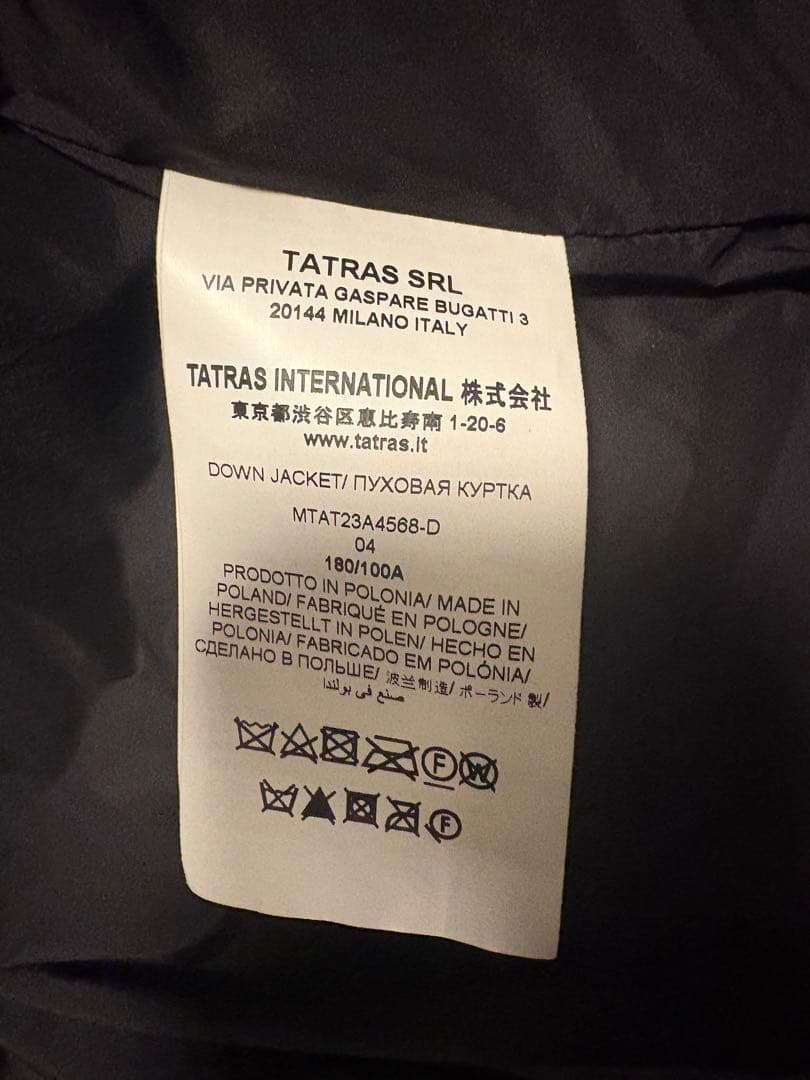 TATRAS SRL
VIA PRIVATA GASPARE BUGATTI 3
20144 MILANO ITALY
TATRAS INTERNATIONAL 株式会社
東京都渋谷区恵比寿南 1-20-6
www.tatras.it
DOWN JACKET/ ПУХОВАЯ КУРТКА
MTAT23A4568-D
04
180/100A
PRODOTTO IN POLONIA/ MADE IN
POLAND/ FABRIQUÉ EN POLOGNE/
HERGESTELLT IN POLEN/ HECHO EN
POLONIA/ FABRICADO EM POLÓNIA/
СДЕЛАНО В ПОЛЬШЕ/ 波兰制造/ ポーランド 製/
صنع في بولندا
F W
F